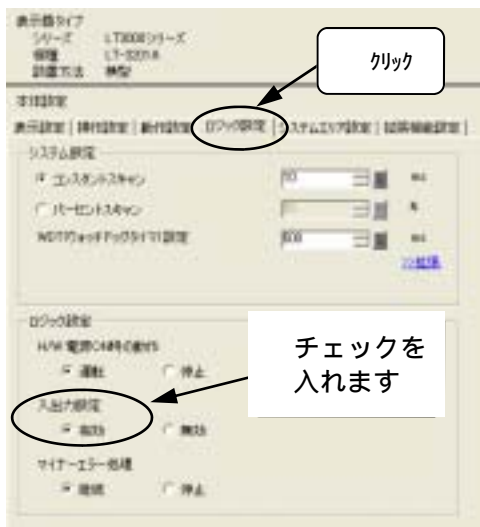 表示器タイプ
シリーズ LT3000シリーズ
機種 LT-3201A
設置方法 横型
クリック
本体設定
表示設定 | 操作設定 | 動作設定 | ロジック設定 | システムエリア設定 | 拡張機能設定 |
システム設定
コンスタントスキャン 10 ms
パーセントスキャン %
WDT(ウォッチドッグタイマ)設定 500 ms
>>拡張
ロジック設定
H/W 電源ON時の動作
運転 停止
チェックを
入れます
入出力設定
有効 無効
マイナーエラー処理
継続 停止